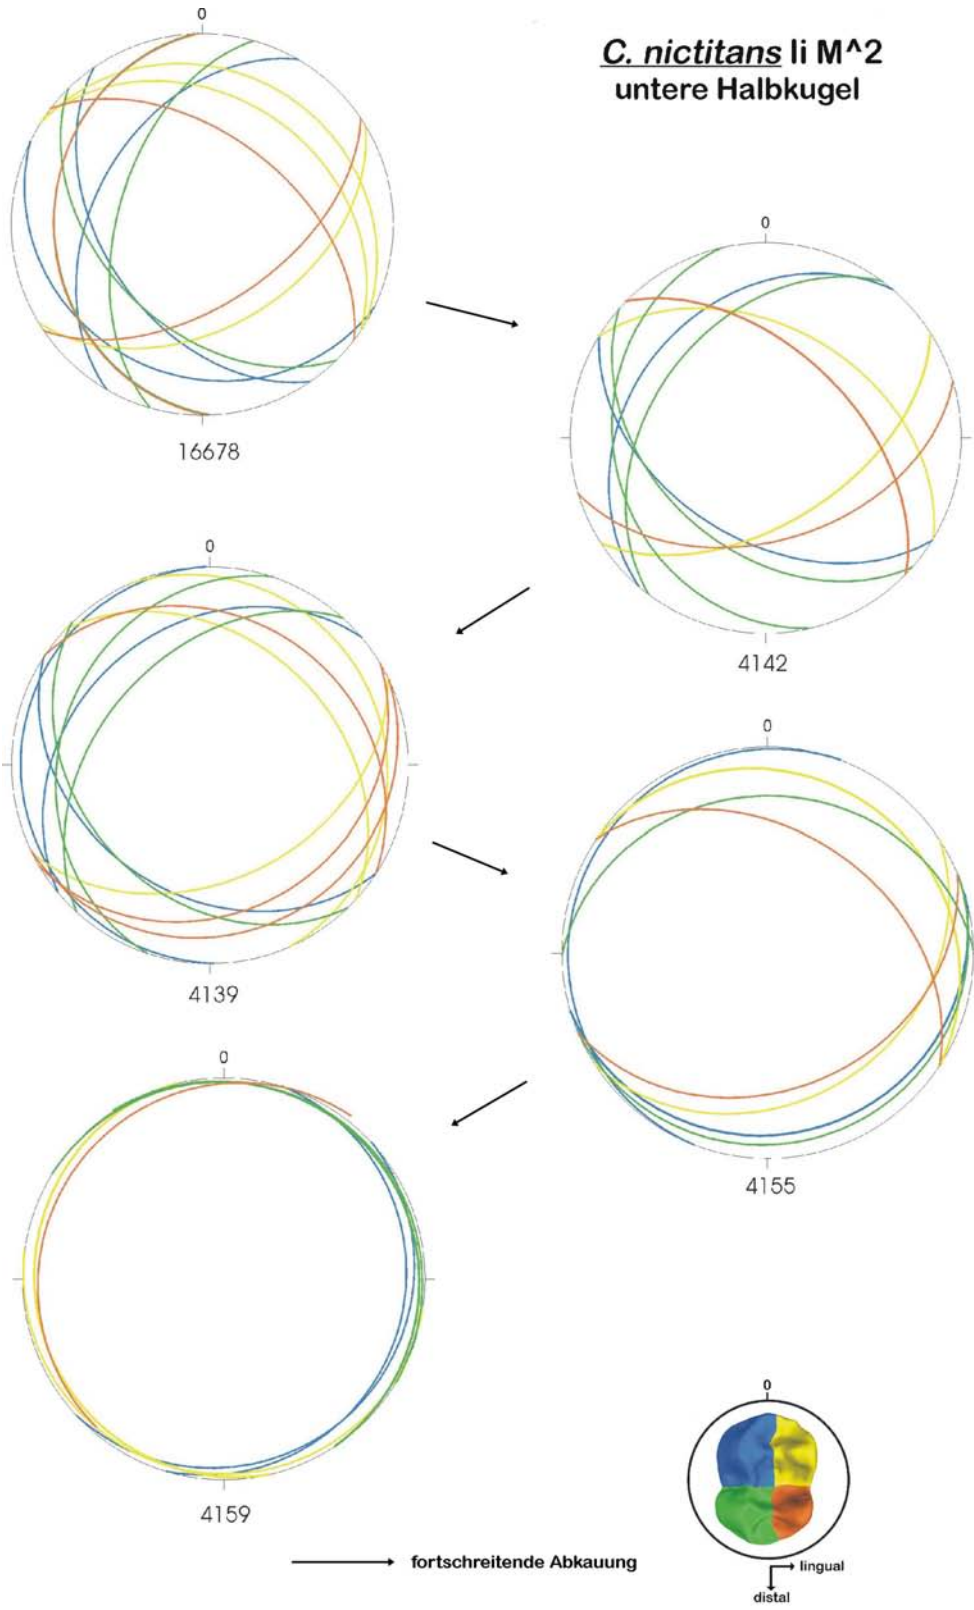 0
C. nictitans li M^2
untere Halbkugel
16678
0
4142
0
4139
0
4155
0
4159
0
lingual
distal
fortschreitende Abkauung